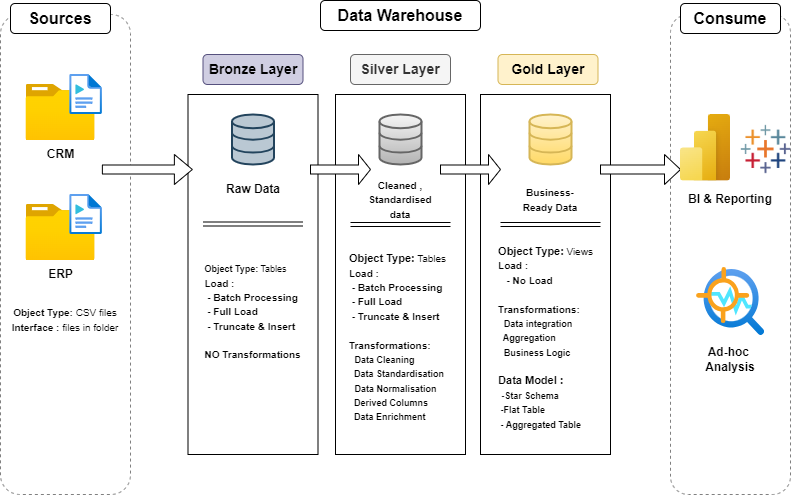 Sources
Data Warehouse
Consume
Bronze Layer
Silver Layer
Gold Layer
CRM
ERP
Object Type: CSV files
Interface : files in folder
Raw Data
Object Type: Tables
Load :
- Batch Processing
- Full Load
- Truncate & Insert
NO Transformations
Cleaned ,
Standardised
data
Object Type: Tables
Load :
- Batch Processing
- Full Load
- Truncate & Insert
Transformations:
Data Cleaning
Data Standardisation
Data Normalisation
Derived Columns
Data Enrichment
Business-
Ready Data
Object Type: Views
Load :
- No Load
Transformations:
Data integration
Aggregation
Business Logic
Data Model :
-Star Schema
-Flat Table
- Aggregated Table
BI & Reporting
Ad-hoc
Analysis